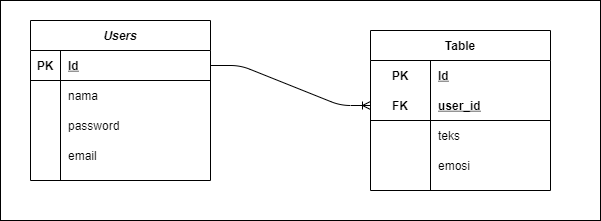 Users
PK Id
nama
password
email
Table
PK Id
FK user_id
teks
emosi